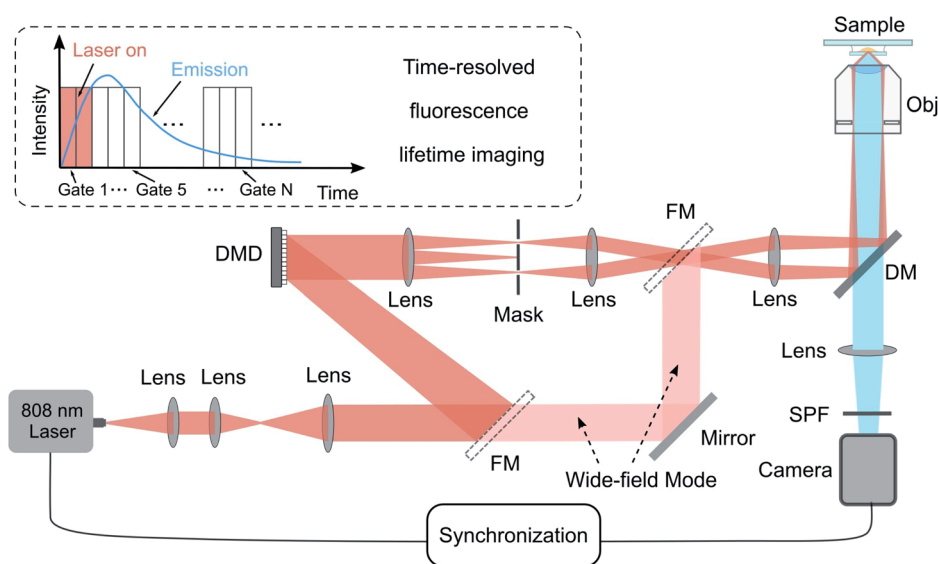 Sample
Laser on
Emission
Time-resolved
fluorescence
lifetime imaging
Intensity
...
...
Gate 1
...
Gate 5
...
Gate N
Time
Obj
FM
DMD
DM
Lens
Mask
Lens
Lens
Lens
Lens
Lens
Lens
808 nm
Laser
SPF
Mirror
FM
Camera
Wide-field Mode
Synchronization